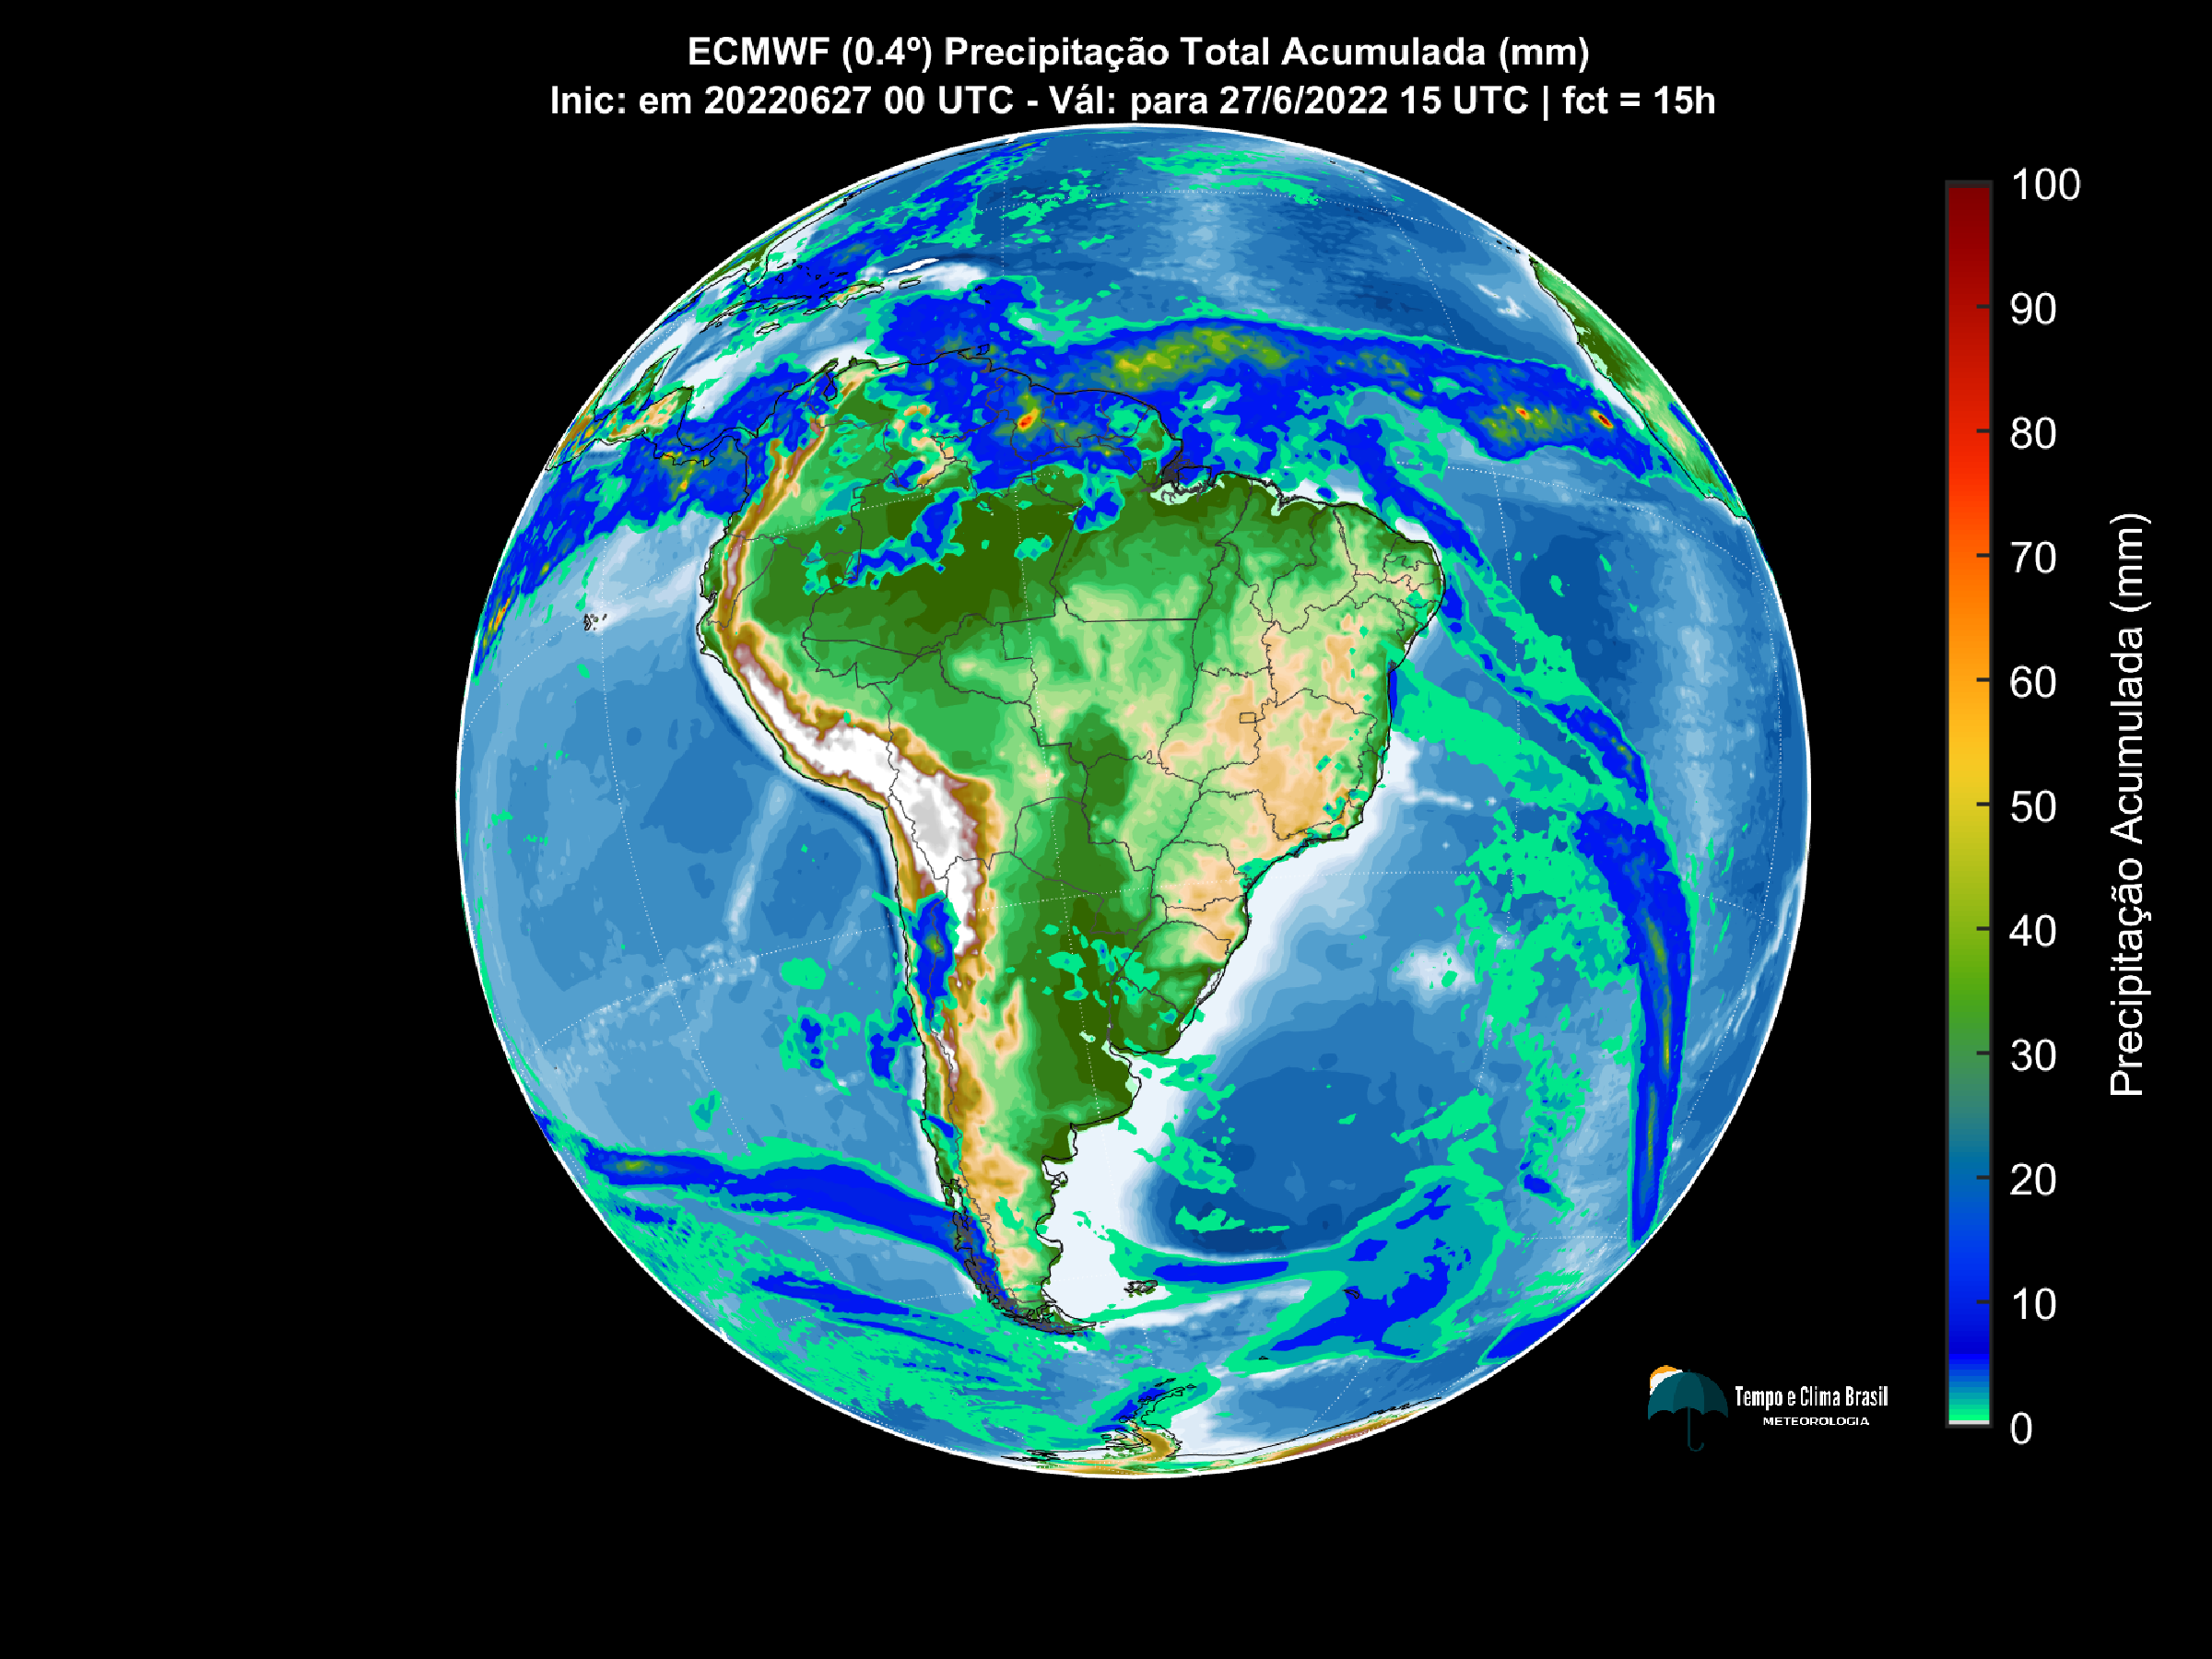 ECMWF (0.4º) Precipitação Total Acumulada (mm)
Inic: em 20220627 00 UTC - Vál: para 27/6/2022 15 UTC | fct = 15h
100
90
80
70
60
50
40
30
20
10
0
Precipitação Acumulada (mm)
Tempo e Clima Brasil
METEOROLOGIA